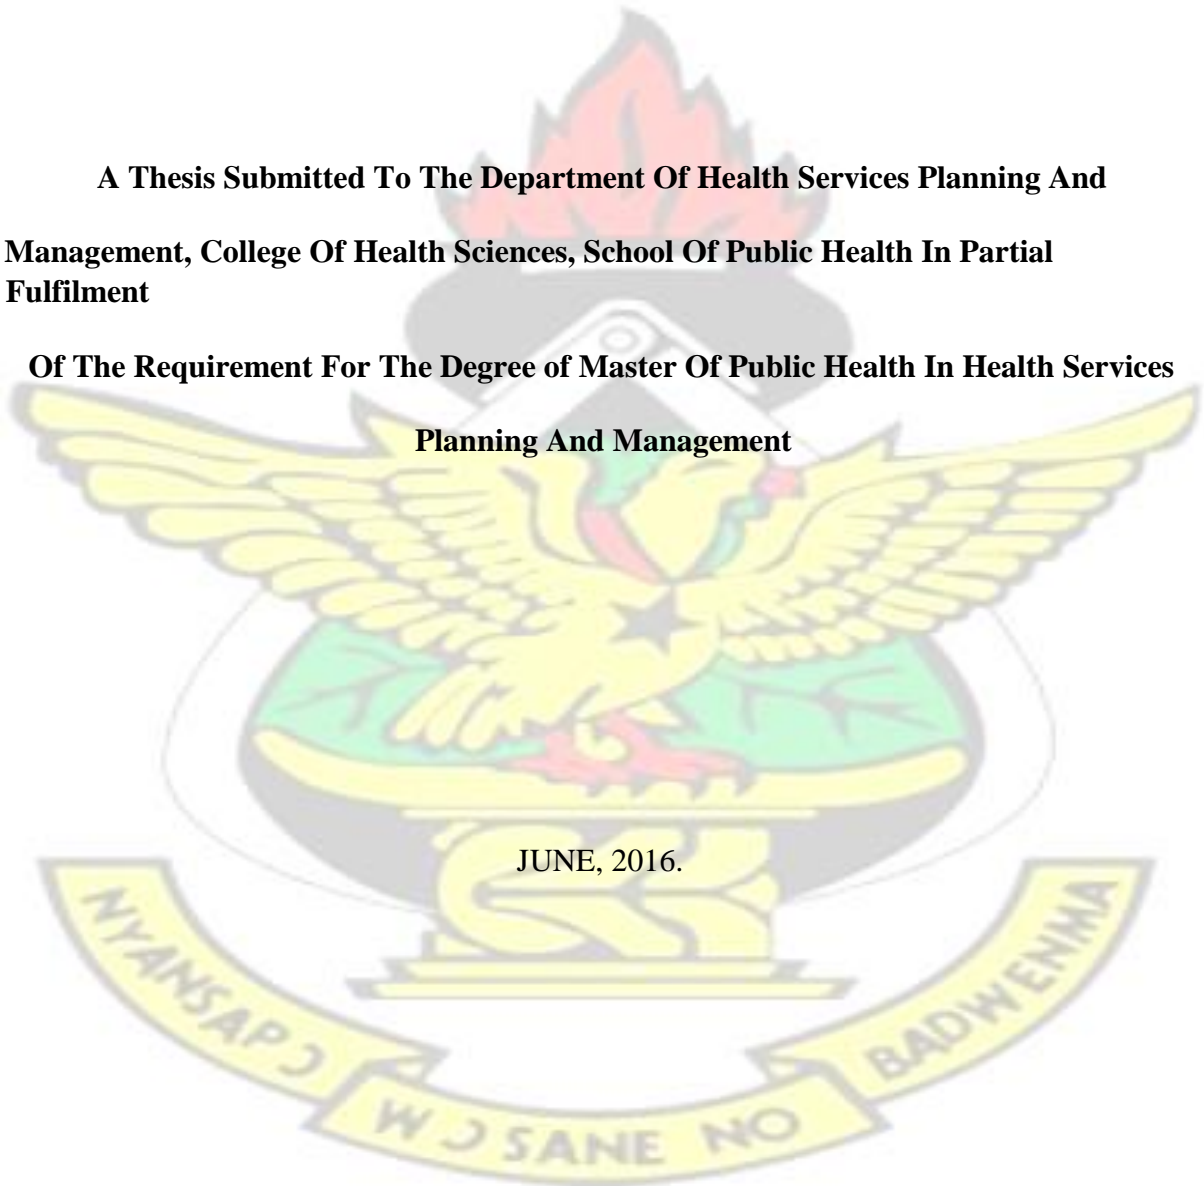 A Thesis Submitted To The Department Of Health Services Planning And
Management, College Of Health Sciences, School Of Public Health In Partial
Fulfilment
Of The Requirement For The Degree of Master Of Public Health In Health Services
Planning And Management
JUNE, 2016.
NYANSAPƆ
WƆSANE NO
BADWENMA